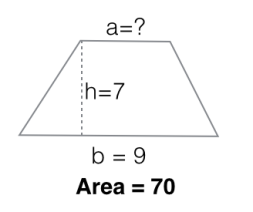 a=?
h=7
b = 9
Area = 70